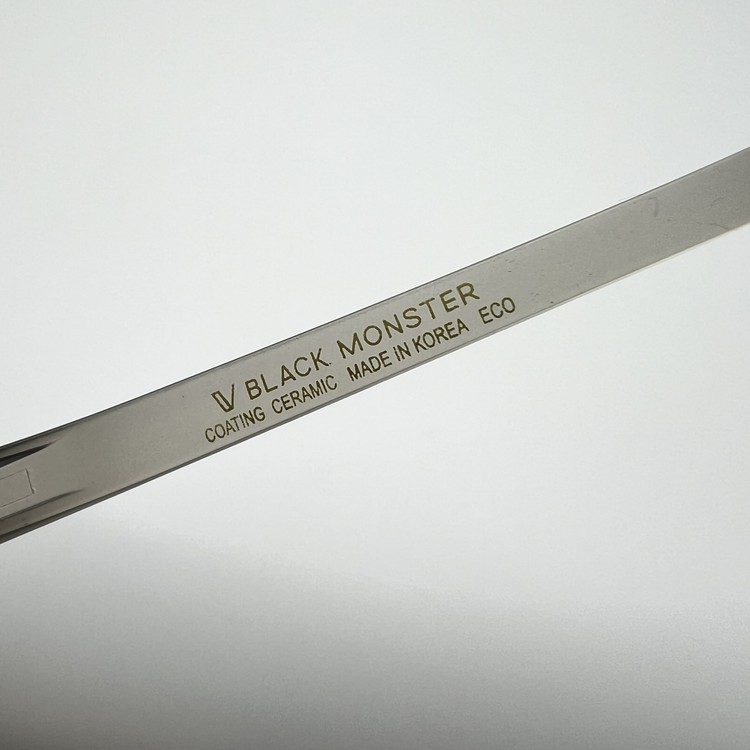 V BLACK MONSTER
COATING CERAMIC MADE IN KOREA ECO